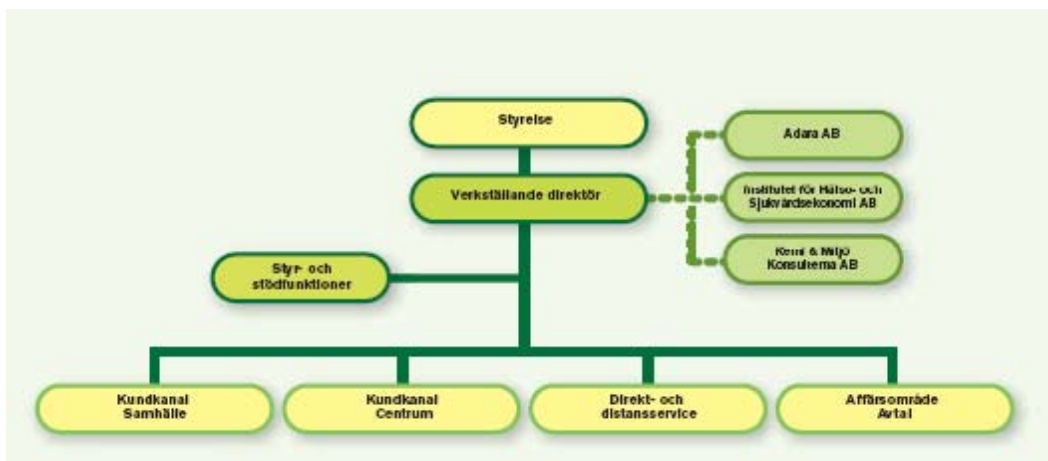 Styrelse
Adara AB
Verkställande direktör
Institutet för Hälso- och
Sjukvårdsekonomi AB
Kemi & Miljö
Konsulterna AB
Styr- och
stödfunktioner
Kundkanal
Samhälle
Kundkanal
Centrum
Direkt- och
distansservice
Affärsområde
Avtal